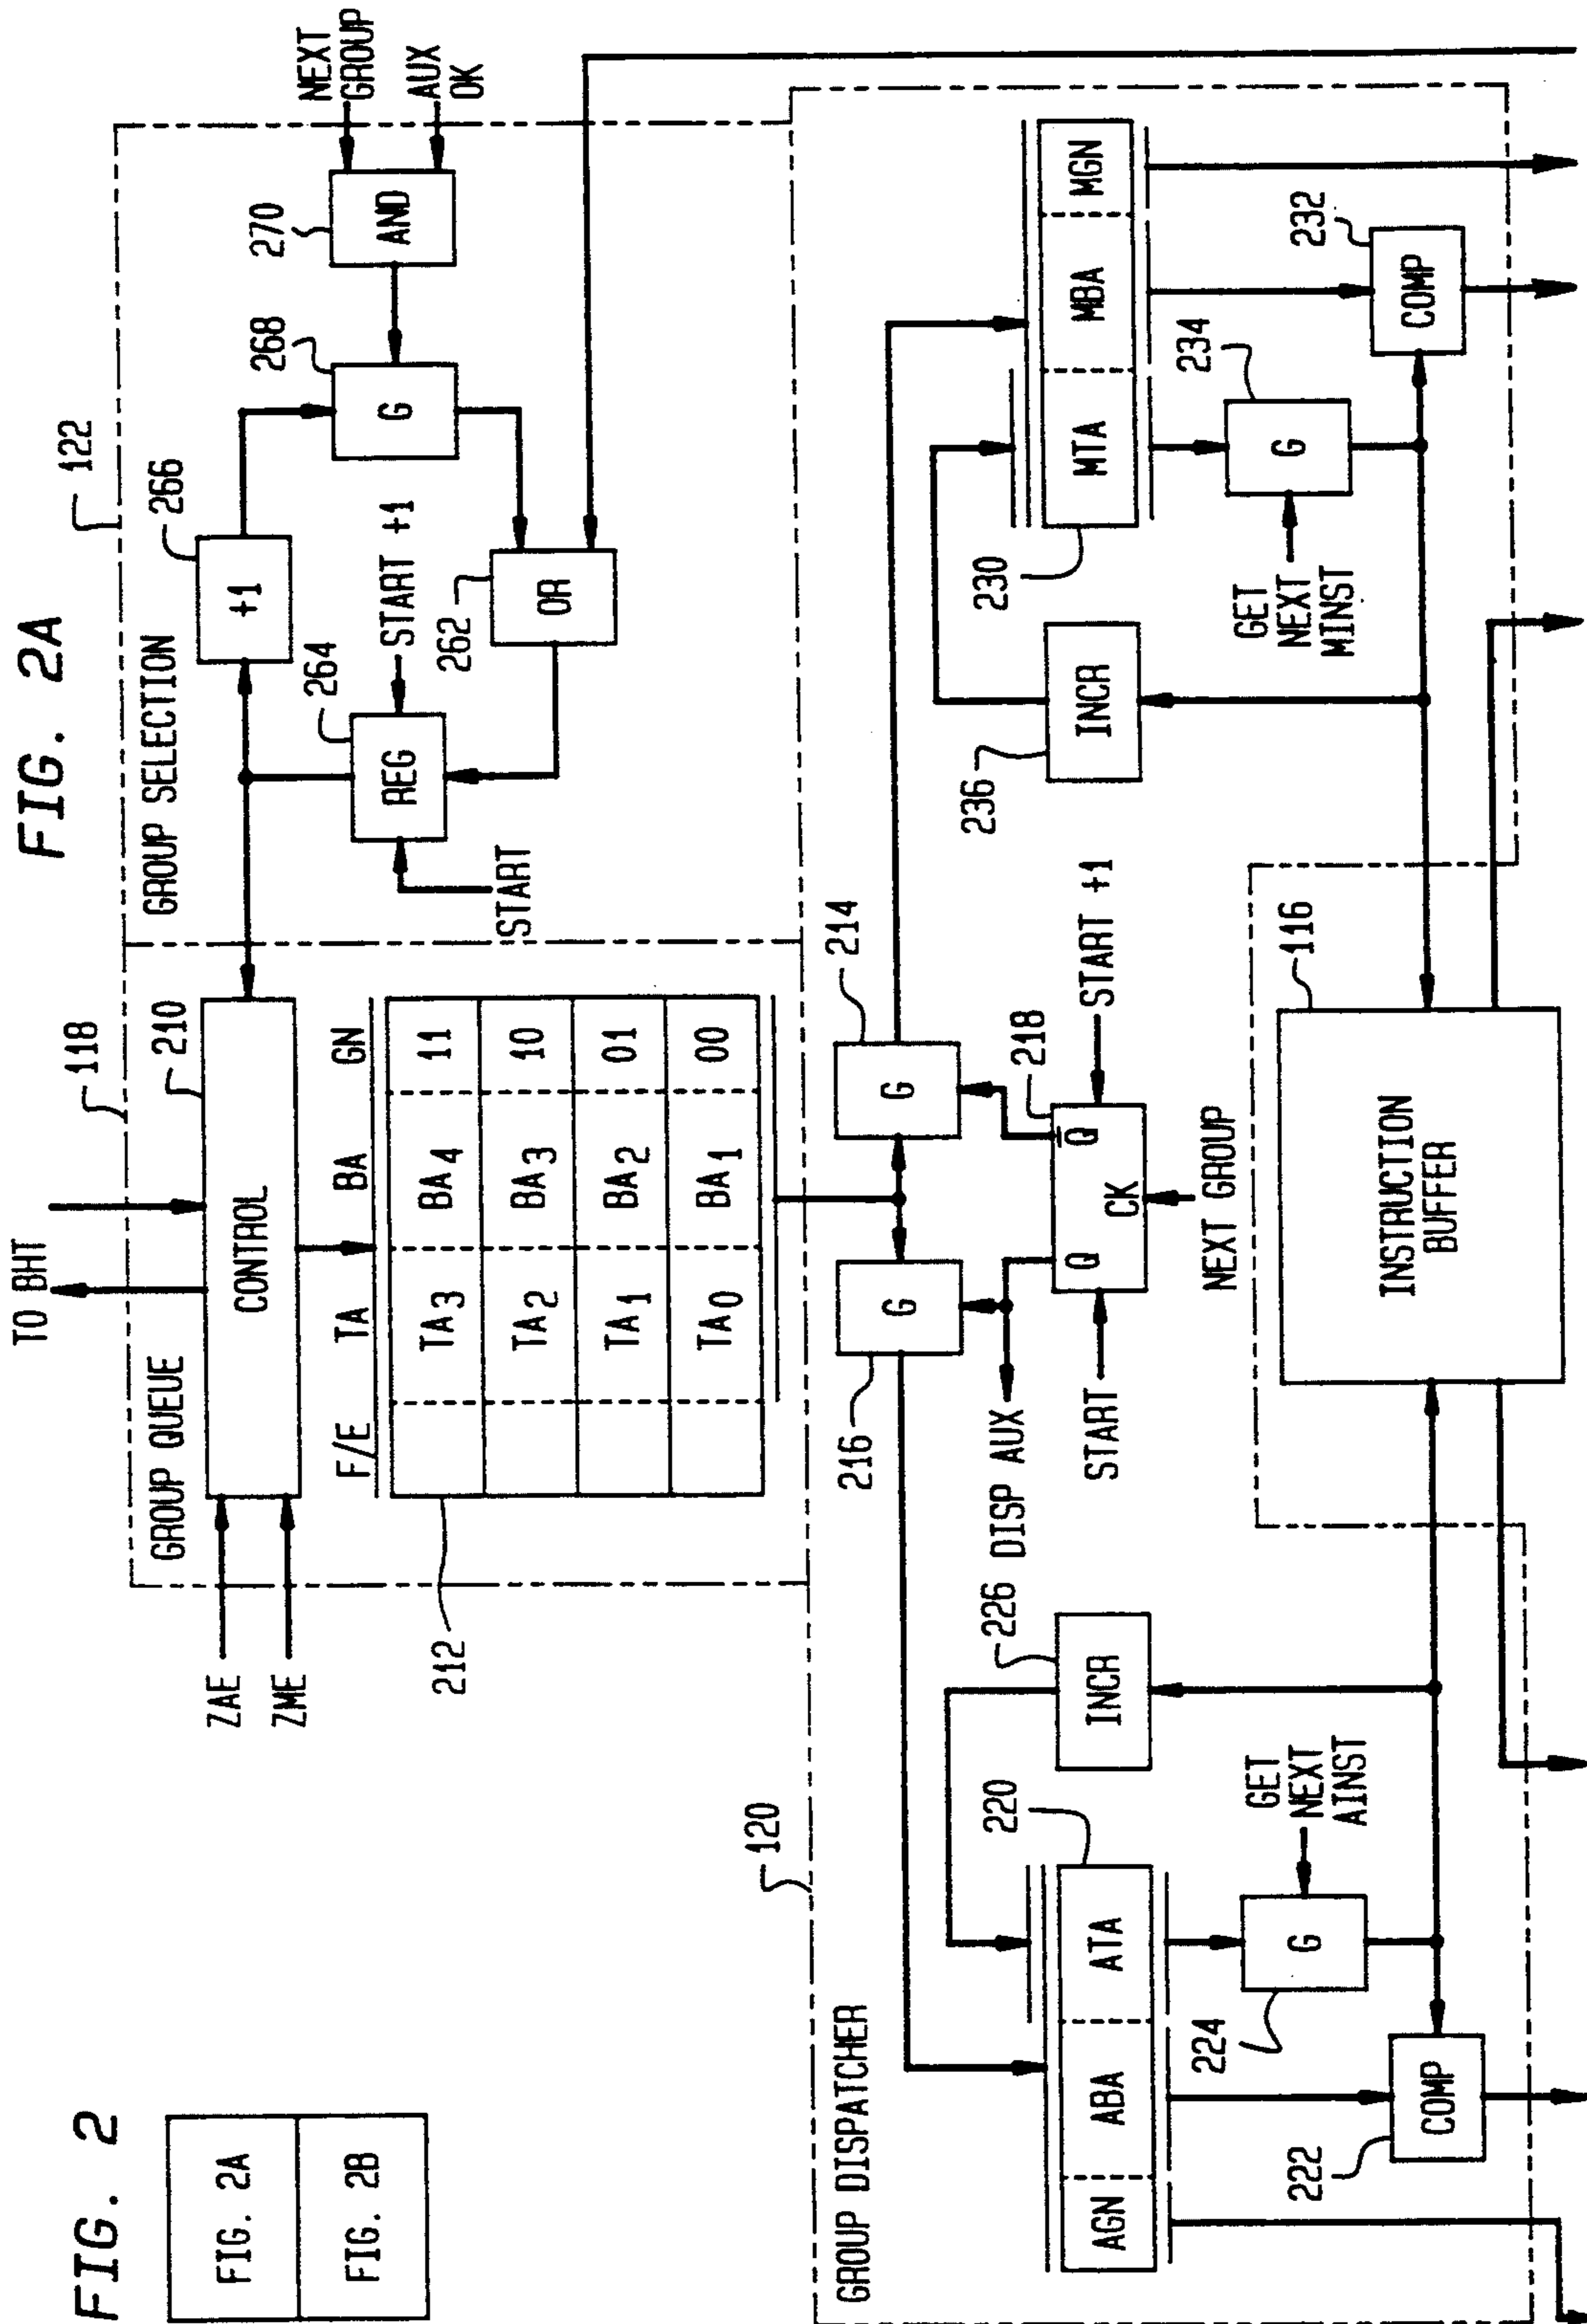 FIG. 2
FIG. 2A
FIG. 2B
FIG. 2A
TO BHT
118
122
GROUP QUEUE
210
CONTROL
ZAE
ZME
F/E TA BA GN
TA3 BA4 11
TA2 BA3 10
TA1 BA2 01
TA0 BA1 00
212
GROUP SELECTION
266
+1
268
G
270
AND
NEXT
GROUP
AUX
OK
264
REG
START +1
START
262
OR
120
GROUP DISPATCHER
216
G
214
G
218
Q
Q̅
CK
DISP AUX
START
START +1
NEXT GROUP
226
INCR
220
AGN ABA ATA
GET
NEXT
AINST
224
G
222
COMP
116
INSTRUCTION
BUFFER
236
INCR
230
MTA MBA MGN
GET
NEXT
MINST
234
G
232
COMP